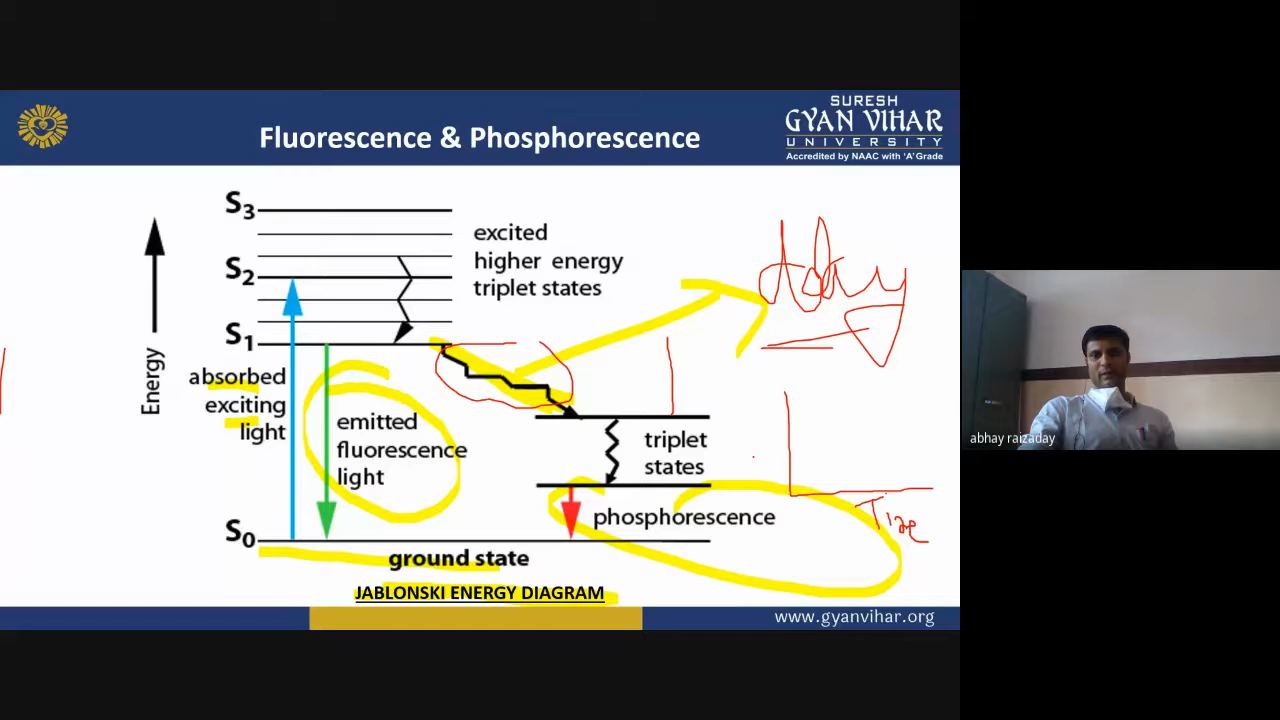 Fluorescence & Phosphorescence
SURESH
GYAN VIHAR
UNIVERSITY
Accredited by NAAC with 'A' Grade
S3
S2
S1
S0
Energy
excited
higher energy
triplet states
absorbed
exciting
light
emitted
fluorescence
light
triplet
states
phosphorescence
ground state
JABLONSKI ENERGY DIAGRAM
delay
Time
www.gyanvihar.org
abhay raizaday